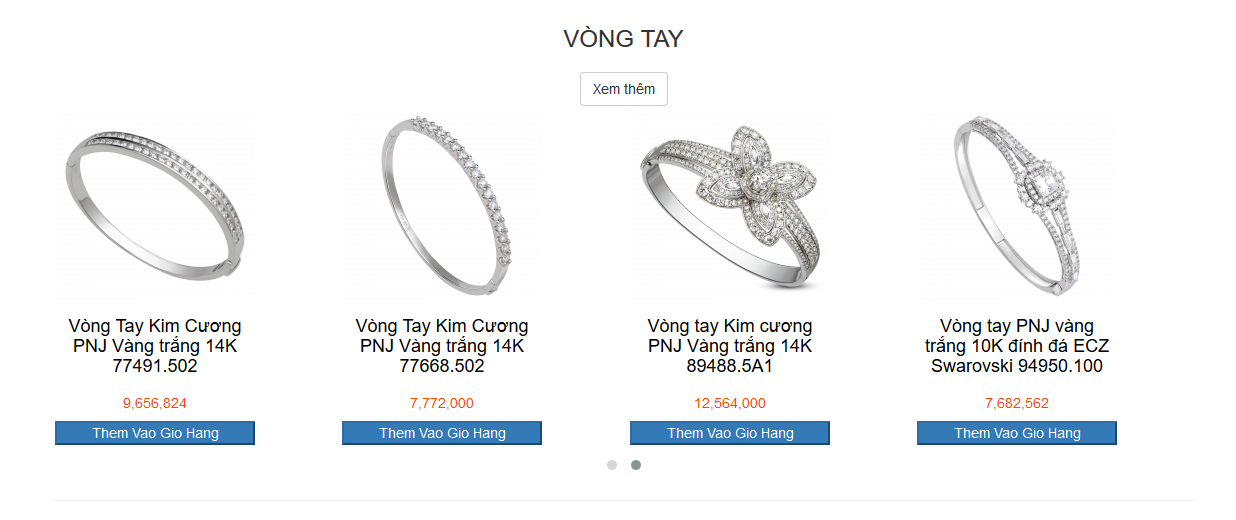 VÒNG TAY
Xem thêm
Vòng Tay Kim Cương
PNJ Vàng trắng 14K
77491.502
9,656,824
Them Vao Gio Hang
Vòng Tay Kim Cương
PNJ Vàng trắng 14K
77668.502
7,772,000
Them Vao Gio Hang
Vòng tay Kim cương
PNJ Vàng trắng 14K
89488.5A1
12,564,000
Them Vao Gio Hang
Vòng tay PNJ vàng
trắng 10K đính đá ECZ
Swarovski 94950.100
7,682,562
Them Vao Gio Hang